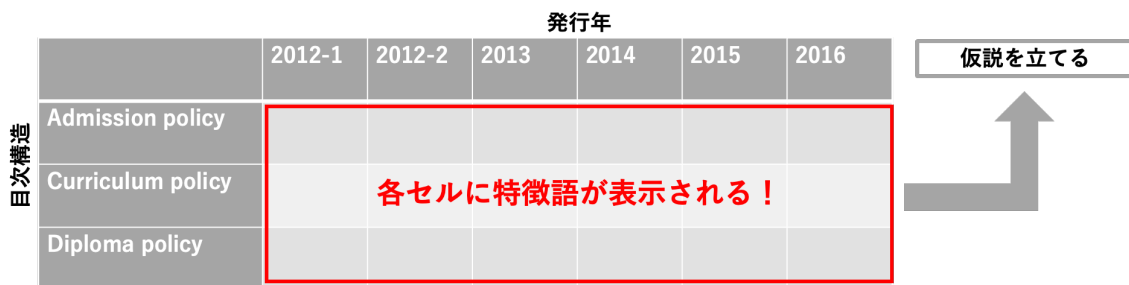 発行年
2012-1 2012-2 2013 2014 2015 2016
仮説を立てる
目次構造
Admission policy
Curriculum policy
各セルに特徴語が表示される！
Diploma policy